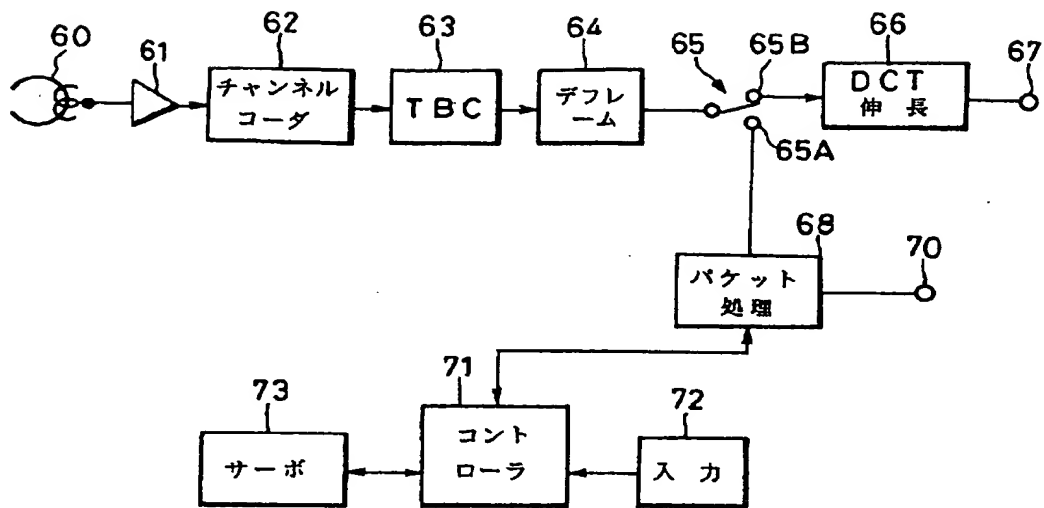 60
61
62
63
64
65
65B
66
67
チャンネル
コーダ
TBC
デフレ
ーム
DCT
伸長
65A
68
70
パケット
処理
71
72
73
コント
ローラ
サーボ
入力